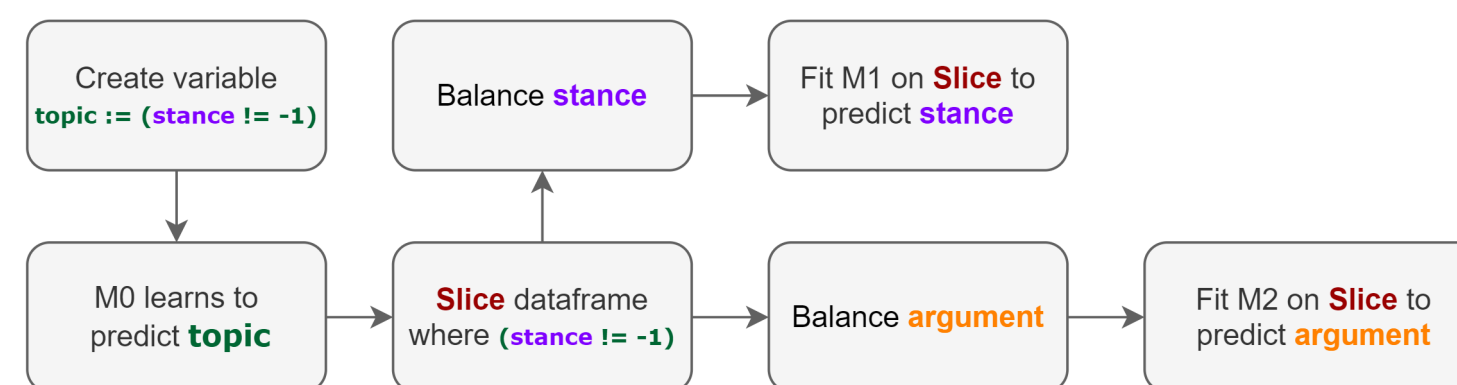 Create variable
topic := (stance != -1)
Balance stance
Fit M1 on Slice to
predict stance
M0 learns to
predict topic
Slice dataframe
where (stance != -1)
Balance argument
Fit M2 on Slice to
predict argument